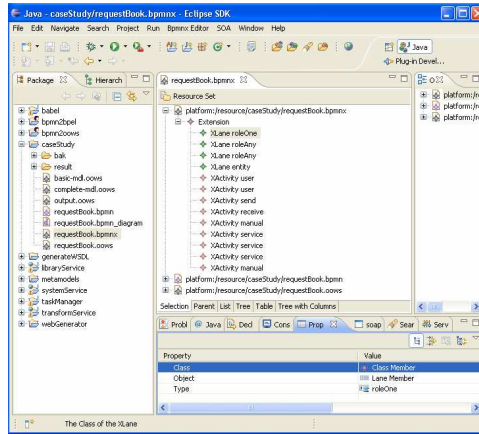 Java - caseStudy/requestBook.bpmnx - Eclipse SDK
File Edit Navigate Search Project Run Bpmnx Editor SOA Window Help
Java
Plug-in Devel...
Package
Hierarch
requestBook.bpmnx
Resource Set
babel
bpmn2bpel
bpmn2oows
caseStudy
bak
result
basic-mdl.oows
complete-mdl.oows
output.oows
requestBook.bpmn
requestBook.bpmn_diagram
requestBook.bpmnx
requestBook.oows
generateWSDL
libraryService
metamodels
systemService
taskManager
transformService
webGenerator
platform:/resource/caseStudy/requestBook.bpmnx
Extension
XLane roleOne
XLane roleAny
XLane roleAny
XLane entity
XActivity user
XActivity user
XActivity send
XActivity receive
XActivity manual
XActivity service
XActivity service
XActivity service
XActivity manual
platform:/resource/caseStudy/requestBook.bpmn
platform:/resource/caseStudy/requestBook.oows
Selection Parent List Tree Table Tree with Columns
platform:/r
platform:/r
platform:/r
Probl Java Decl Cons Prop soap Sear Serv
Property Value
Class Class Member
Object Lane Member
Type roleOne
The Class of the XLane